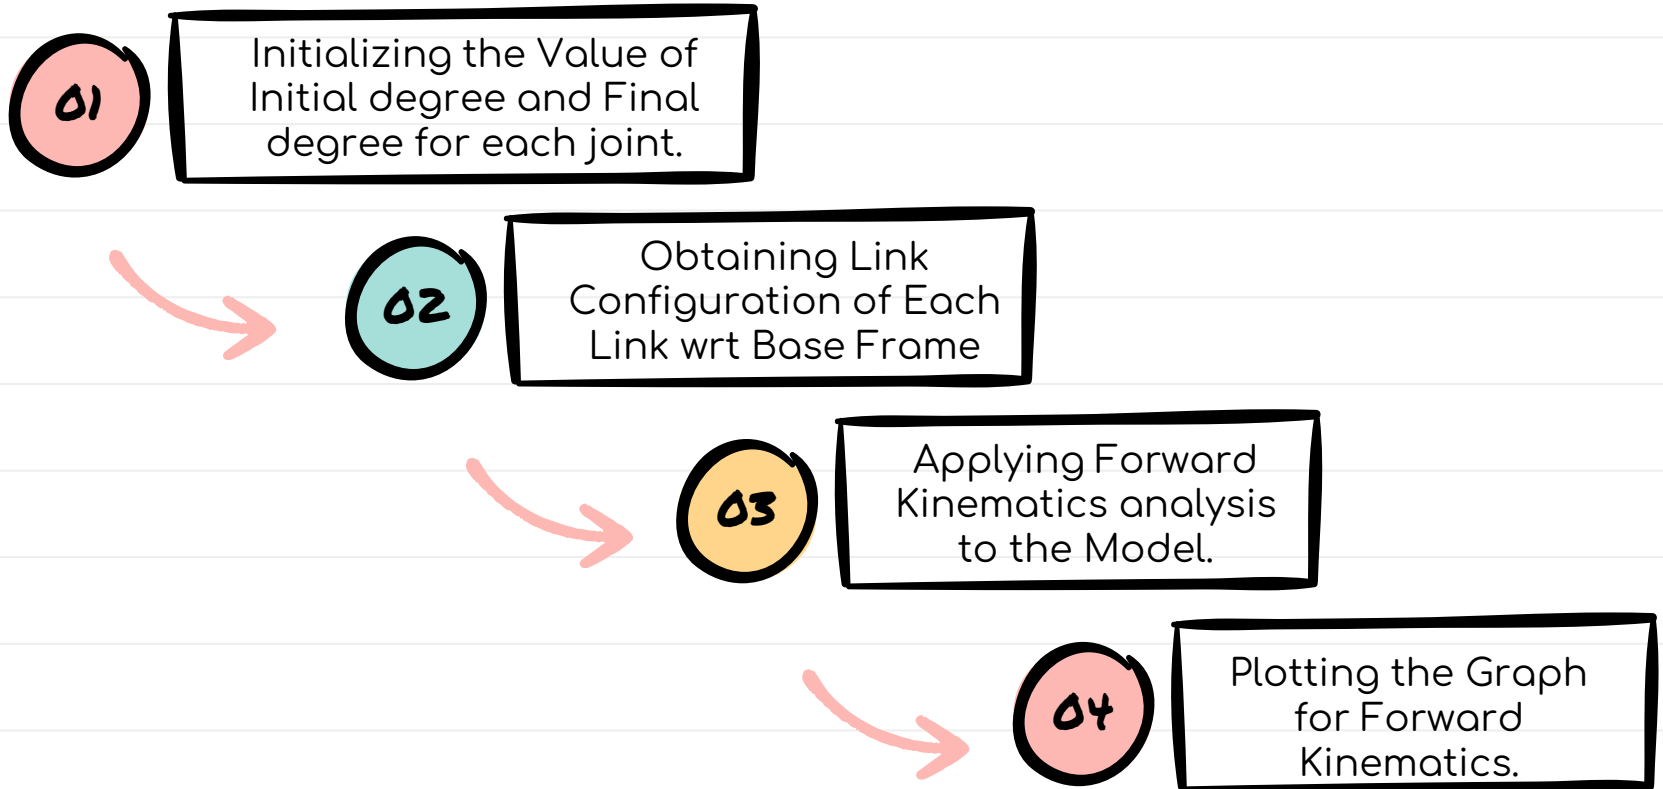 01
Initializing the Value of
Initial degree and Final
degree for each joint.
02
Obtaining Link
Configuration of Each
Link wrt Base Frame
03
Applying Forward
Kinematics analysis
to the Model.
04
Plotting the Graph
for Forward
Kinematics.